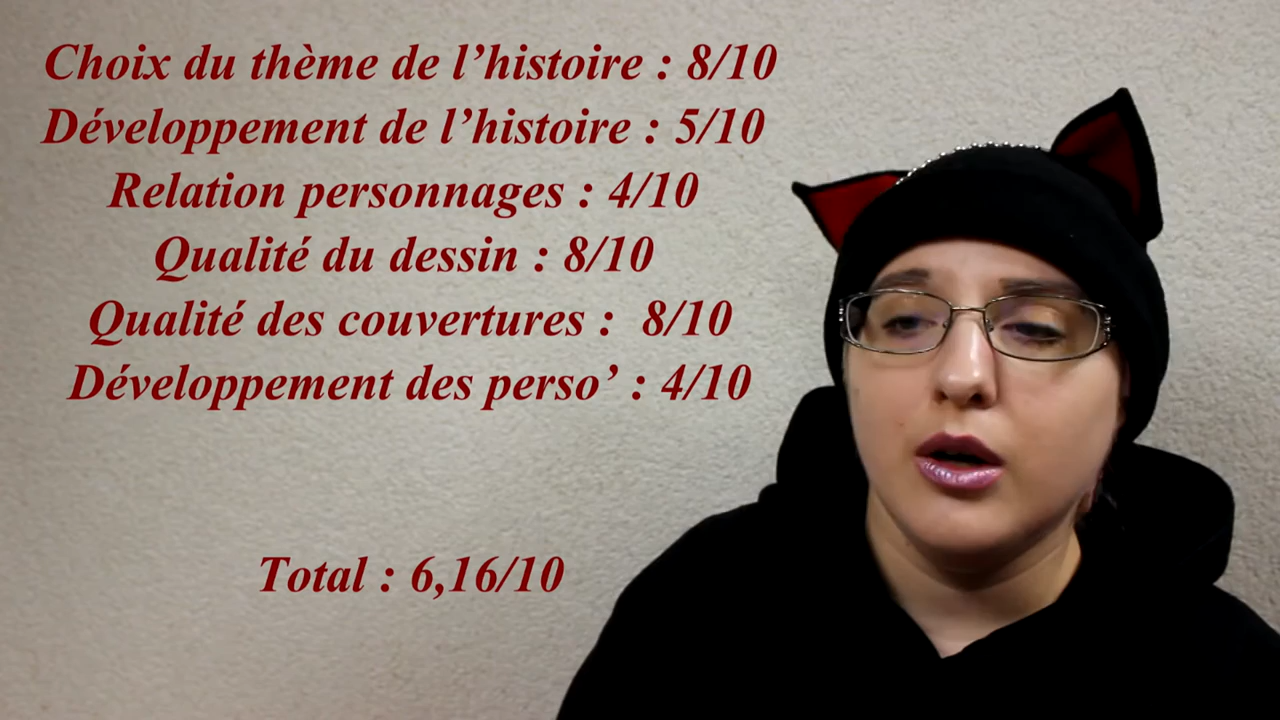 Choix du thème de l’histoire : 8/10
Développement de l’histoire : 5/10
Relation personnages : 4/10
Qualité du dessin : 8/10
Qualité des couvertures : 8/10
Développement des perso’ : 4/10
Total : 6,16/10